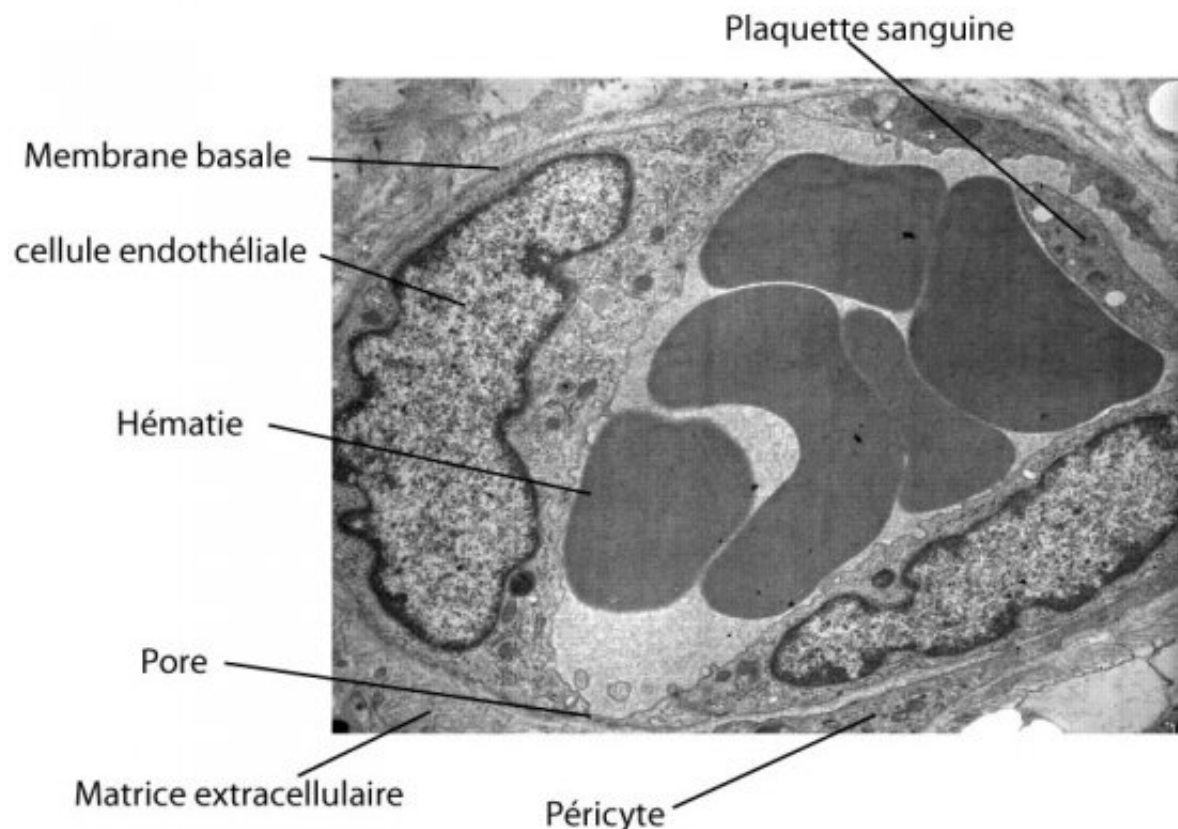 Plaquette sanguine
Membrane basale
cellule endothéliale
Hématie
Pore
Matrice extracellulaire
Péricyte